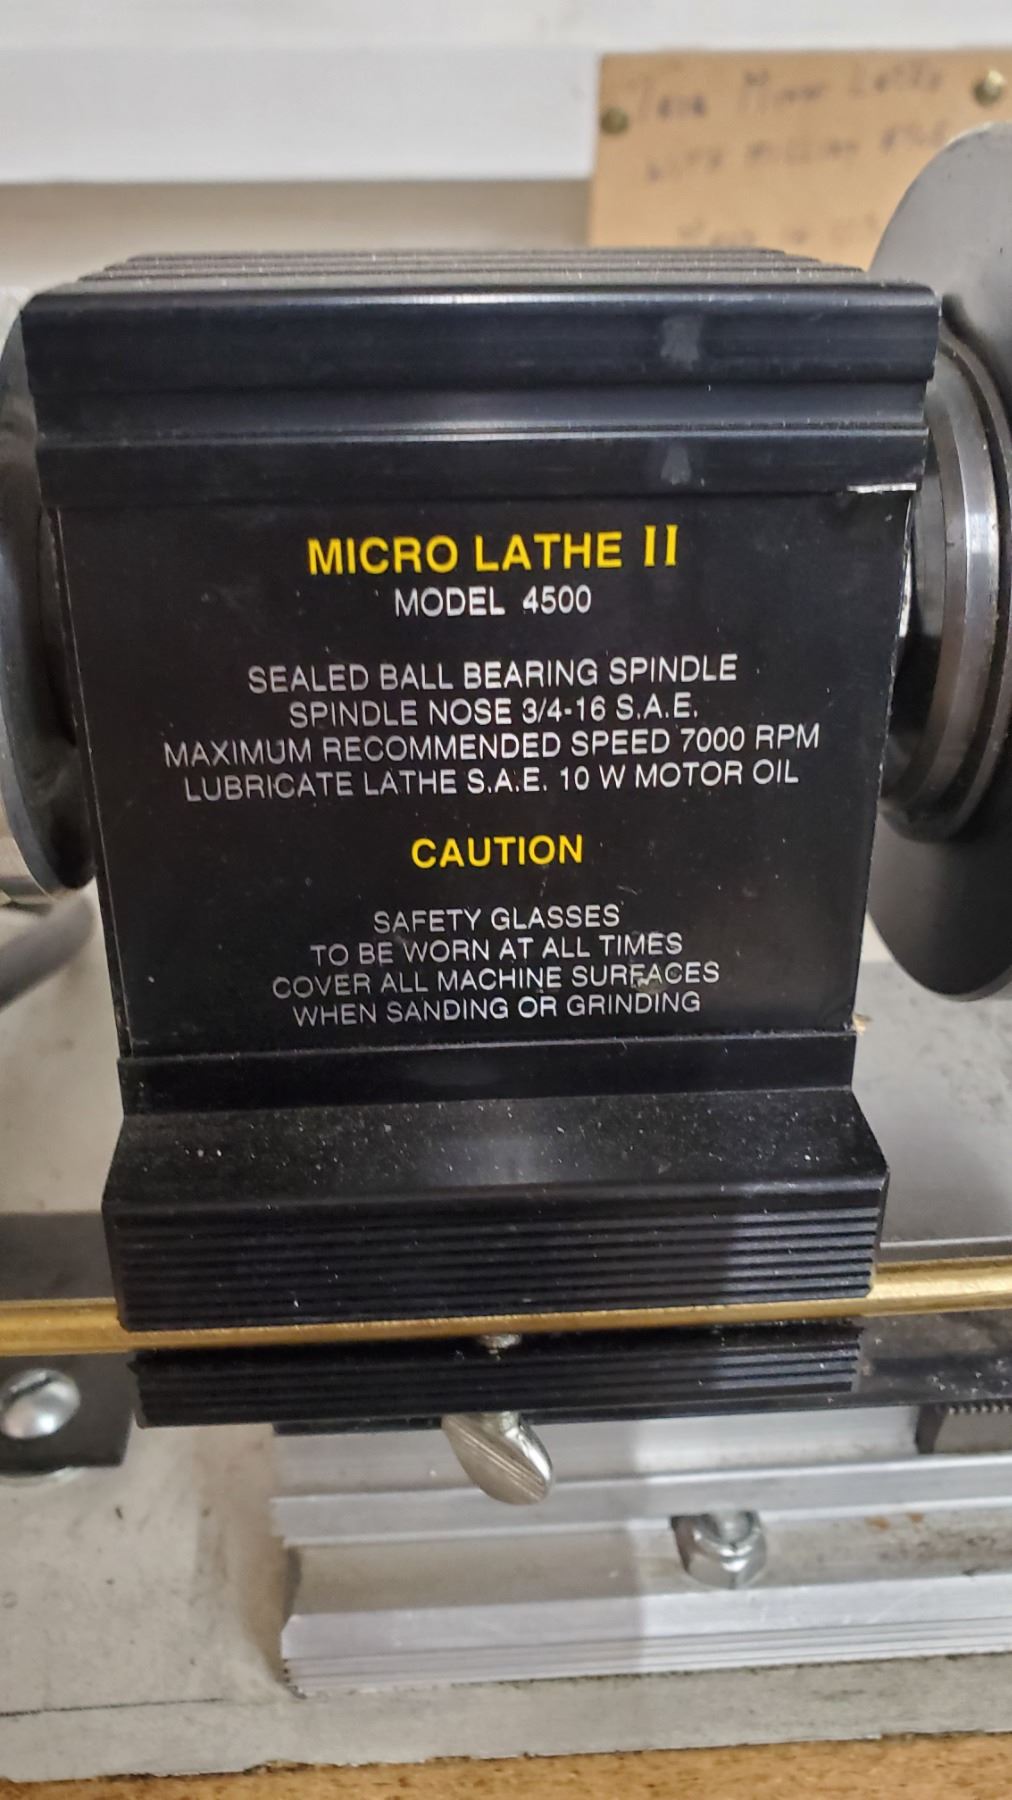 Lathe
MICRO LATHE II
MODEL 4500
SEALED BALL BEARING SPINDLE
SPINDLE NOSE 3/4-16 S.A.E.
MAXIMUM RECOMMENDED SPEED 7000 RPM
LUBRICATE LATHE S.A.E. 10 W MOTOR OIL
CAUTION
SAFETY GLASSES
TO BE WORN AT ALL TIMES
COVER ALL MACHINE SURFACES
WHEN SANDING OR GRINDING